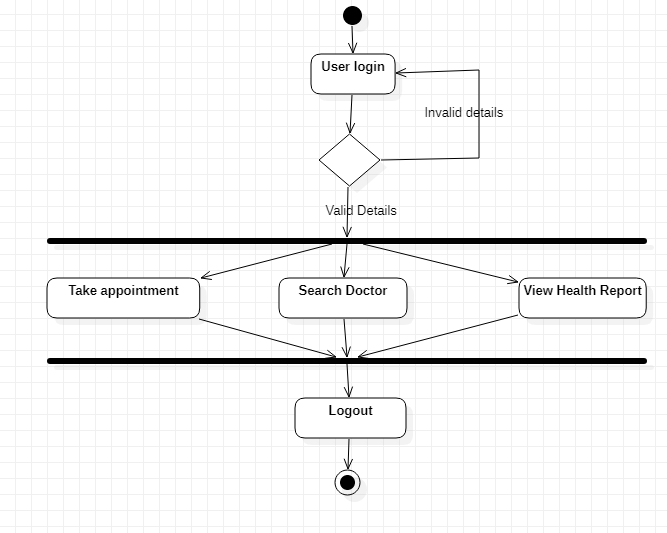 User login
Invalid details
Valid Details
Take appointment
Search Doctor
View Health Report
Logout